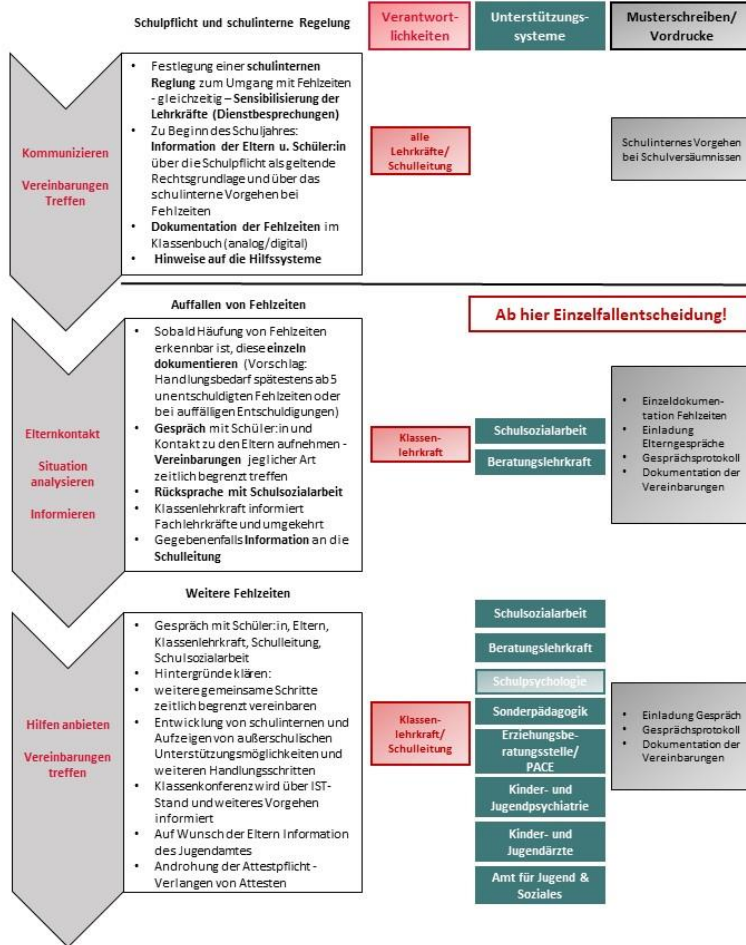 Schulpflicht und schulinterne Regelung
Verantwort-
lichkeiten
Unterstützungs-
systeme
Musterschreiben/
Vordrucke
Kommunizieren
Vereinbarungen
Treffen
• Festlegung einer schulinternen
Reglung zum Umgang mit Fehlzeiten
- gleichzeitig – Sensibilisierung der
Lehrkräfte (Dienstbesprechungen)
• Zu Beginn des Schuljahres:
Information der Eltern u. Schüler:in
über die Schulpflicht als geltende
Rechtsgrundlage und über das
schulinterne Vorgehen bei
Fehlzeiten
• Dokumentation der Fehlzeiten im
Klassenbuch (analog/digital)
• Hinweise auf die Hilfssysteme
alle
Lehrkräfte/
Schulleitung
Schulinternes Vorgehen
bei Schulversäumnissen
Auffallen von Fehlzeiten
Ab hier Einzelfallentscheidung!
Elternkontakt
Situation
analysieren
Informieren
• Sobald Häufung von Fehlzeiten
erkennbar ist, diese einzeln
dokumentieren (Vorschlag:
Handlungsbedarf spätestens ab 5
unentschuldigten Fehlzeiten oder
bei auffälligen Entschuldigungen)
• Gespräch mit Schüler:in und
Kontakt zu den Eltern aufnehmen -
Vereinbarungen jeglicher Art
zeitlich begrenzt treffen
• Rücksprache mit Schulsozialarbeit
• Klassenlehrkraft informiert
Fachlehrkräfte und umgekehrt
• Gegebenenfalls Information an die
Schulleitung
Klassen-
lehrkraft
Schulsozialarbeit
Beratungslehrkraft
• Einzeldokumen-
tation Fehlzeiten
• Einladung
Elterngespräche
• Gesprächsprotokoll
• Dokumentation der
Vereinbarungen
Weitere Fehlzeiten
Hilfen anbieten
Vereinbarungen
treffen
• Gespräch mit Schüler:in, Eltern,
Klassenlehrkraft, Schulleitung,
Schulsozialarbeit
• Hintergründe klären:
• weitere gemeinsame Schritte
zeitlich begrenzt vereinbaren
• Entwicklung von schulinternen und
Aufzeigen von außerschulischen
Unterstützungsmöglichkeiten und
weiteren Handlungsschritten
• Klassenkonferenz wird über IST-
Stand und weiteres Vorgehen
informiert
• Auf Wunsch der Eltern Information
des Jugendamtes
• Androhung der Attestpflicht -
Verlangen von Attesten
Klassen-
lehrkraft/
Schulleitung
Schulsozialarbeit
Beratungslehrkraft
Schulpsychologie
Sonderpädagogik
Erziehungsbe-
ratungsstelle/
PACE
Kinder- und
Jugendpsychiatrie
Kinder- und
Jugendärzte
Amt für Jugend &
Soziales
• Einladung Gespräch
• Gesprächsprotokoll
• Dokumentation der
Vereinbarungen